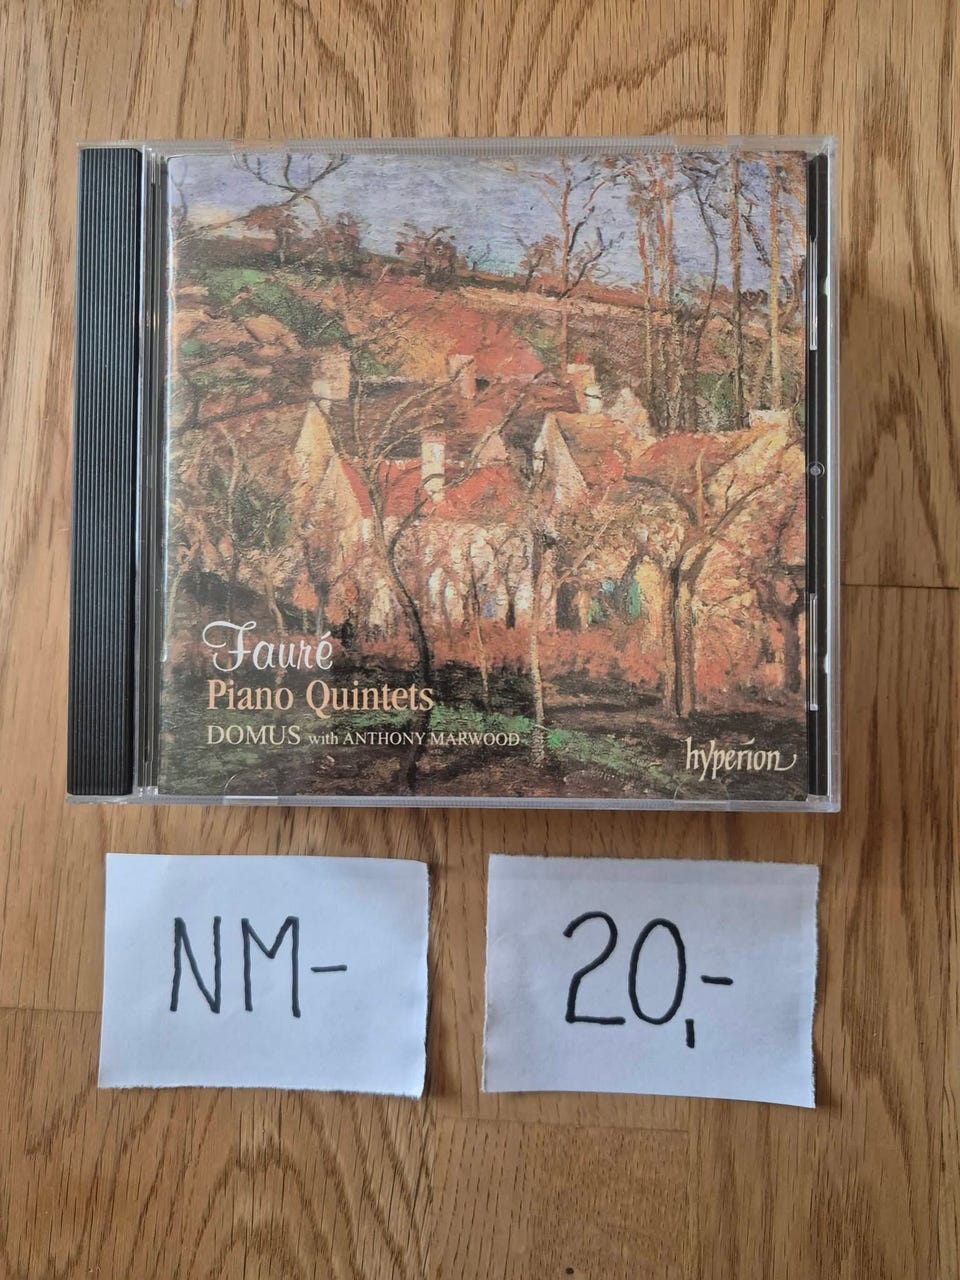 Fauré
Piano Quintets
DOMUS with ANTHONY MARWOOD
hyperion
NM-
20,-